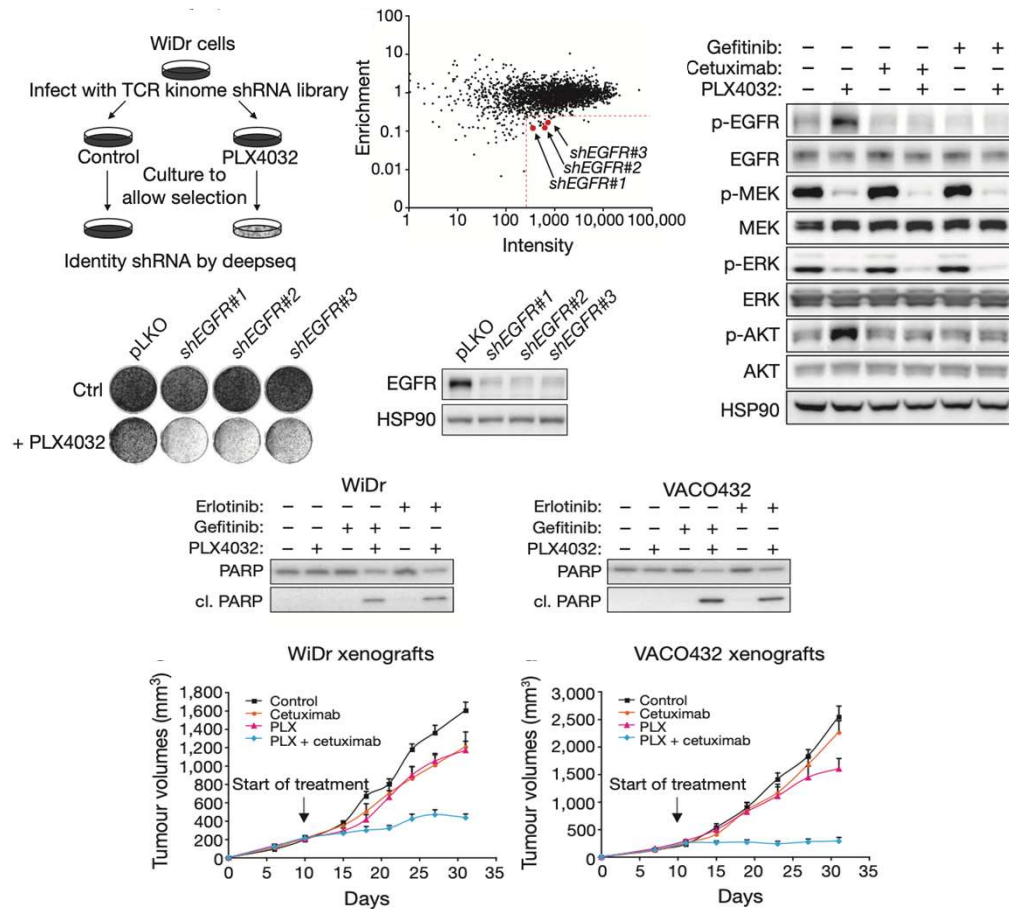 WiDr cells
Infect with TCR kinome shRNA library
Control PLX4032
Culture to
allow selection
Identity shRNA by deepseq
Enrichment
100
10
1
0.1
0.01
shEGFR#3
shEGFR#2
shEGFR#1
1 10 100 1,000 10,000 100,000
Intensity
Gefitinib: – – – – + +
Cetuximab: – – + + – –
PLX4032: – + – + – +
p-EGFR
EGFR
p-MEK
MEK
p-ERK
ERK
p-AKT
AKT
HSP90
pLKO shEGFR#1 shEGFR#2 shEGFR#3
Ctrl
+ PLX4032
pLKO shEGFR#1 shEGFR#2 shEGFR#3
EGFR
HSP90
WiDr
Erlotinib: – – – – + +
Gefitinib: – – + + – –
PLX4032: – + – + – +
PARP
cl. PARP
VACO432
Erlotinib: – – – – + +
Gefitinib: – – + + – –
PLX4032: – + – + – +
PARP
cl. PARP
WiDr xenografts
Tumour volumes (mm³)
1,800
1,600
1,400
1,200
1,000
800
600
400
200
0
Control
Cetuximab
PLX
PLX + cetuximab
Start of treatment
0 5 10 15 20 25 30 35
Days
VACO432 xenografts
Tumour volumes (mm³)
3,000
2,500
2,000
1,500
1,000
500
0
Control
Cetuximab
PLX
PLX + cetuximab
Start of treatment
0 5 10 15 20 25 30 35
Days